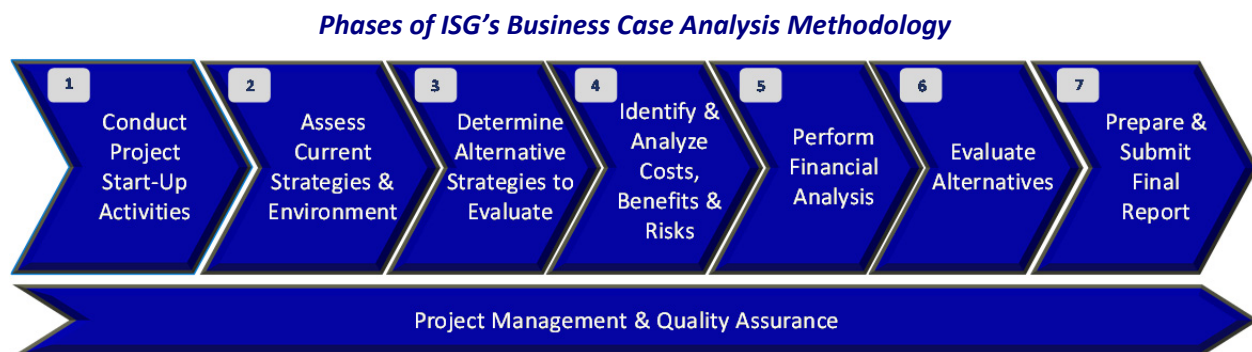 Phases of ISG's Business Case Analysis Methodology
1
Conduct
Project
Start-Up
Activities
2
Assess
Current
Strategies &
Environment
3
Determine
Alternative
Strategies to
Evaluate
4
Identify &
Analyze
Costs,
Benefits &
Risks
5
Perform
Financial
Analysis
6
Evaluate
Alternatives
7
Prepare &
Submit
Final
Report
Project Management & Quality Assurance